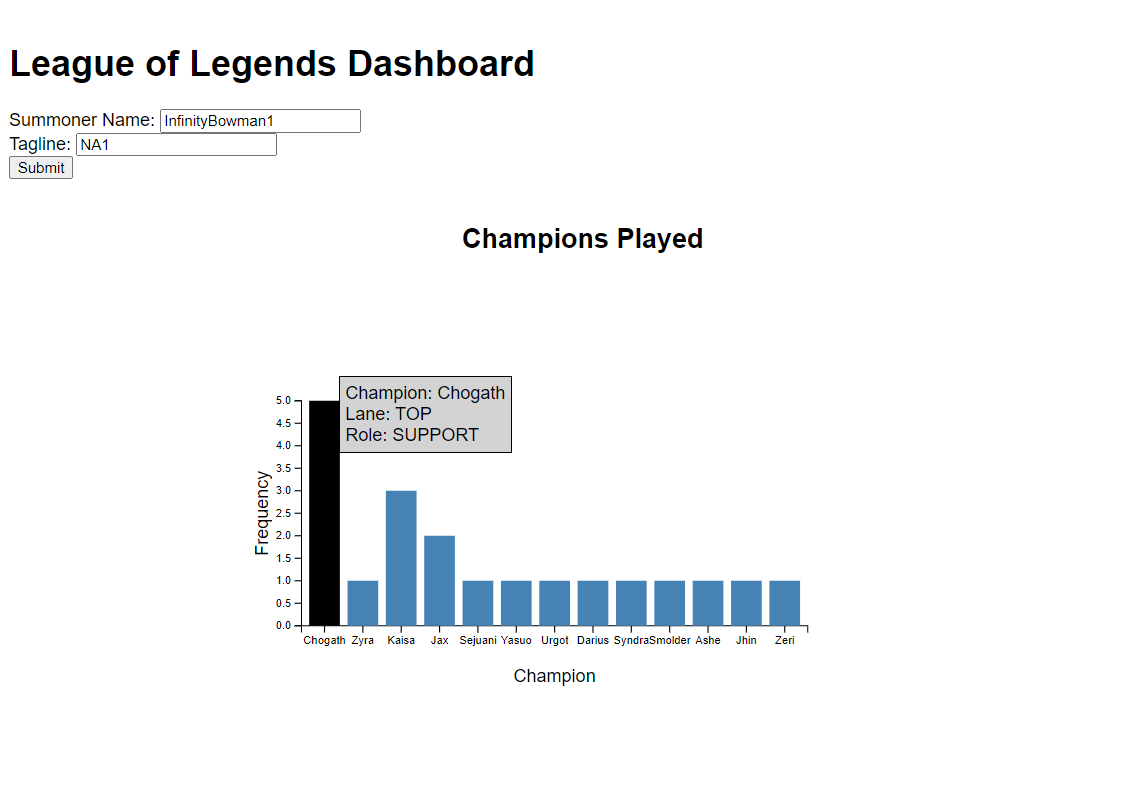 League of Legends Dashboard
Summoner Name: InfinityBowman1
Tagline: NA1
Submit
Champions Played
Champion: Chogath
Lane: TOP
Role: SUPPORT
5.0
4.5
4.0
3.5
3.0
2.5
2.0
1.5
1.0
0.5
0.0
Frequency
Chogath Zyra Kaisa Jax Sejuani Yasuo Urgot Darius Syndra Smolder Ashe Jhin Zeri
Champion